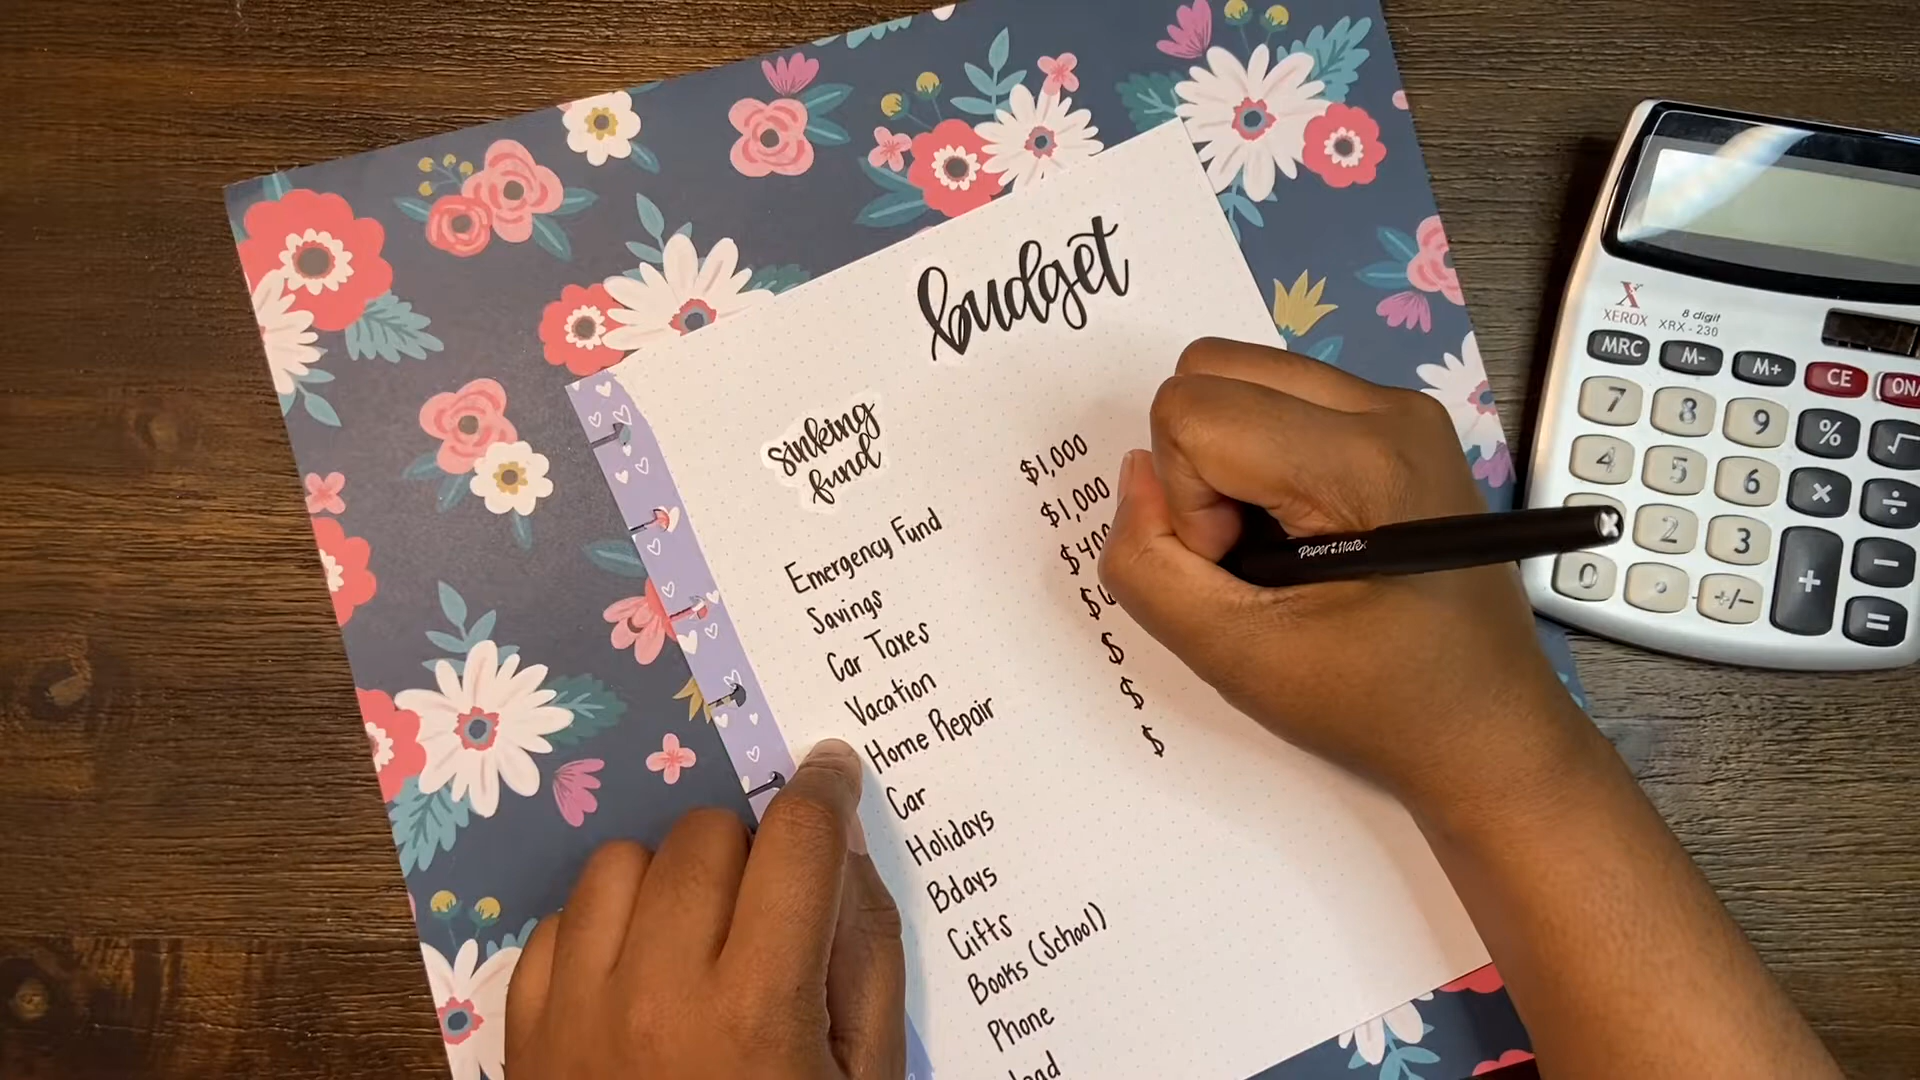 budget
sinking
fund
Emergency Fund $1,000
Savings $1,000
Car Taxes $400
Vacation $
Home Repair $
Car $
Holidays $
Bdays
Gifts
Books (School)
Phone
Paper Mate
XEROX
8 digit
XRX-230
MRC M- M+ CE
7 8 9 % √
4 5 6 × ÷
2 3 + −
0 . +/- =